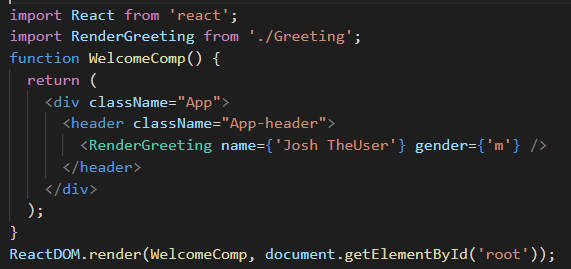 import React from 'react';
import RenderGreeting from './Greeting';
function WelcomeComp() {
  return (
    <div className="App">
      <header className="App-header">
        <RenderGreeting name={'Josh TheUser'} gender={'m'} />
      </header>
    </div>
  );
}
ReactDOM.render(WelcomeComp, document.getElementById('root'));